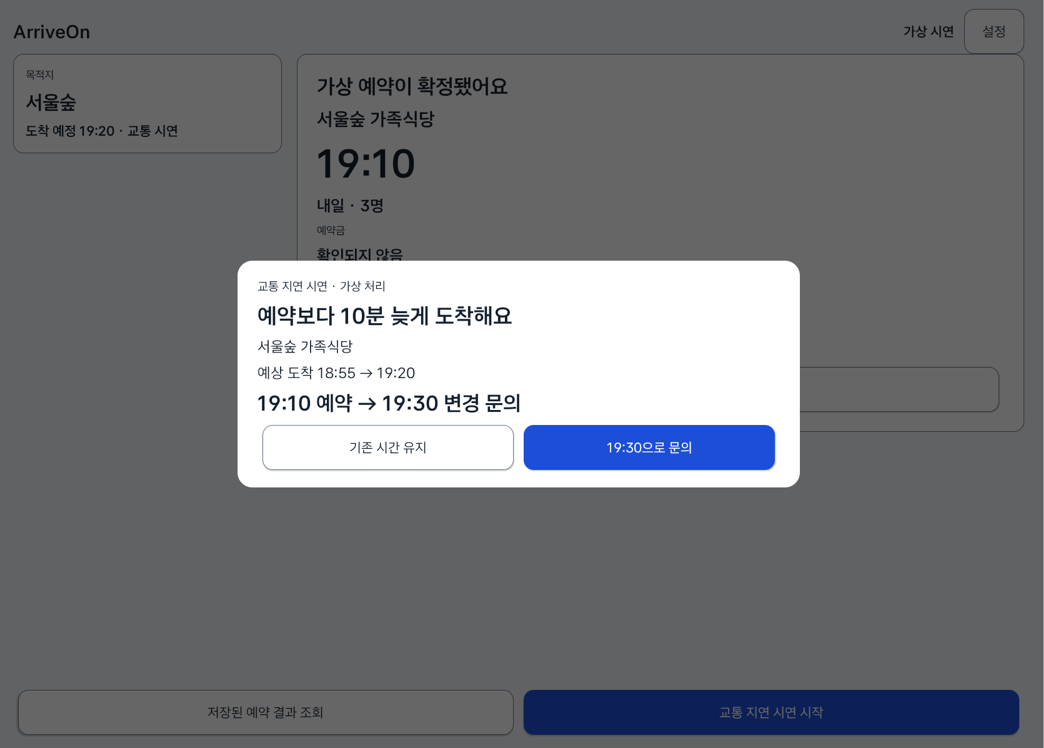 ArriveOn
가상 시연
설정
목적지
서울숲
도착 예정 19:20 · 교통 시연
가상 예약이 확정됐어요
서울숲 가족식당
19:10
내일 · 3명
예약금
확인되지 않음
교통 지연 시연 · 가상 처리
예약보다 10분 늦게 도착해요
서울숲 가족식당
예상 도착 18:55 → 19:20
19:10 예약 → 19:30 변경 문의
기존 시간 유지
19:30으로 문의
저장된 예약 결과 조회
교통 지연 시연 시작